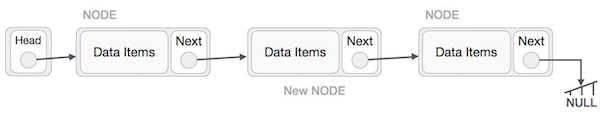 NODE NODE
Head Data Items Next Data Items Next Data Items Next
New NODE
NULL